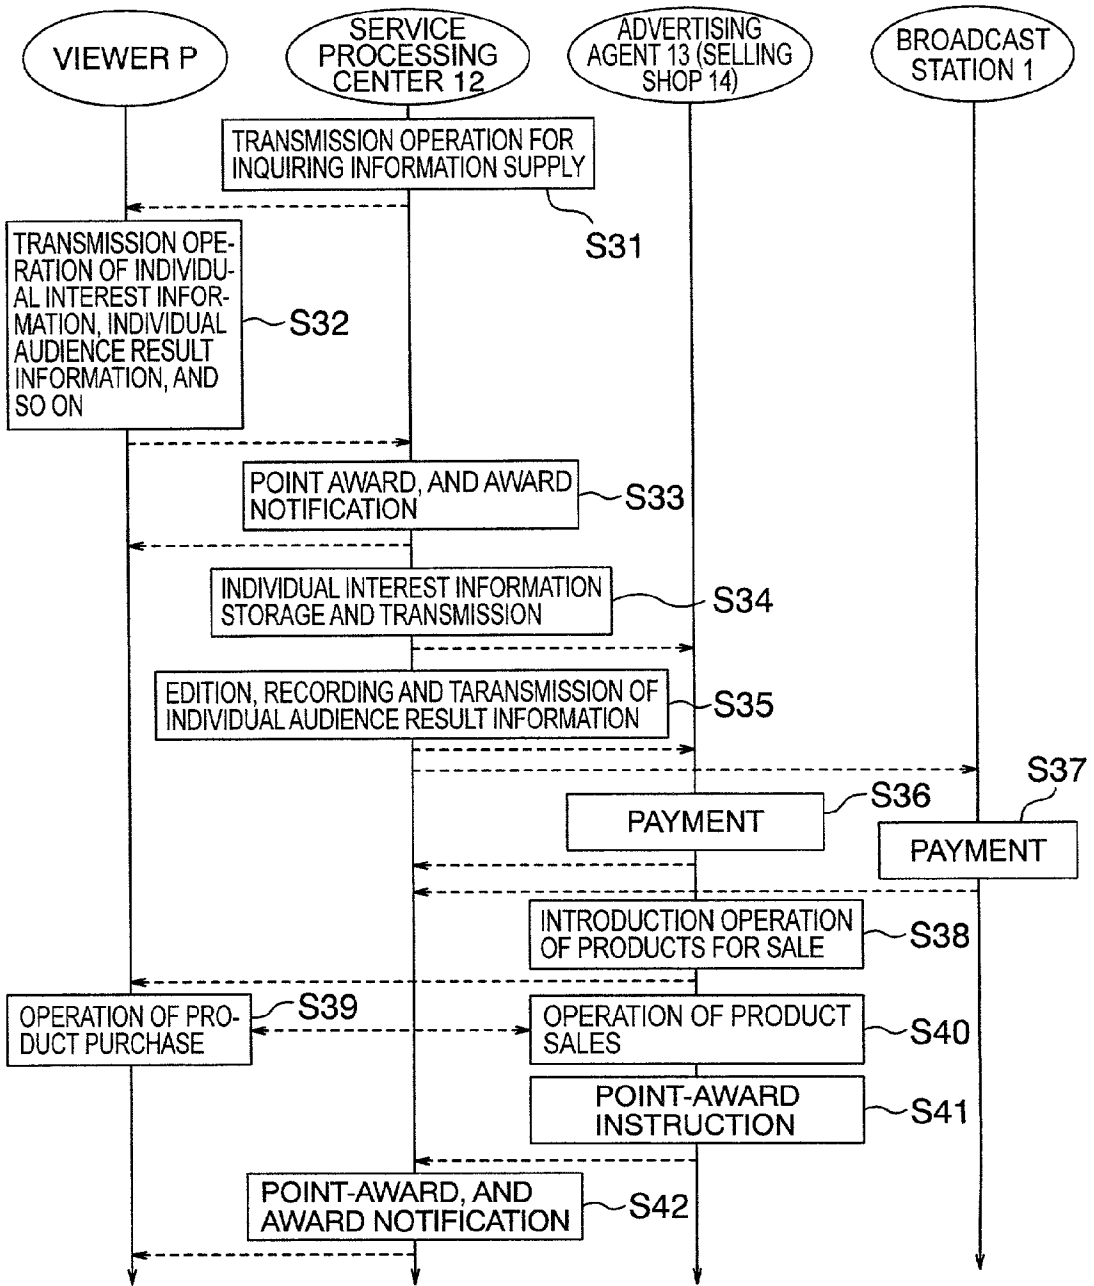 VIEWER P
SERVICE
PROCESSING
CENTER 12
ADVERTISING
AGENT 13 (SELLING
SHOP 14)
BROADCAST
STATION 1
TRANSMISSION OPERATION FOR
INQUIRING INFORMATION SUPPLY
S31
TRANSMISSION OPE-
RATION OF INDIVIDU-
AL INTEREST INFOR-
MATION, INDIVIDUAL
AUDIENCE RESULT
INFORMATION, AND
SO ON
S32
POINT AWARD, AND AWARD
NOTIFICATION
S33
INDIVIDUAL INTEREST INFORMATION
STORAGE AND TRANSMISSION
S34
EDITION, RECORDING AND TARANSMISSION OF
INDIVIDUAL AUDIENCE RESULT INFORMATION
S35
PAYMENT
S36
PAYMENT
S37
INTRODUCTION OPERATION
OF PRODUCTS FOR SALE
S38
OPERATION OF PRO-
DUCT PURCHASE
S39
OPERATION OF PRODUCT
SALES
S40
POINT-AWARD
INSTRUCTION
S41
POINT-AWARD, AND
AWARD NOTIFICATION
S42